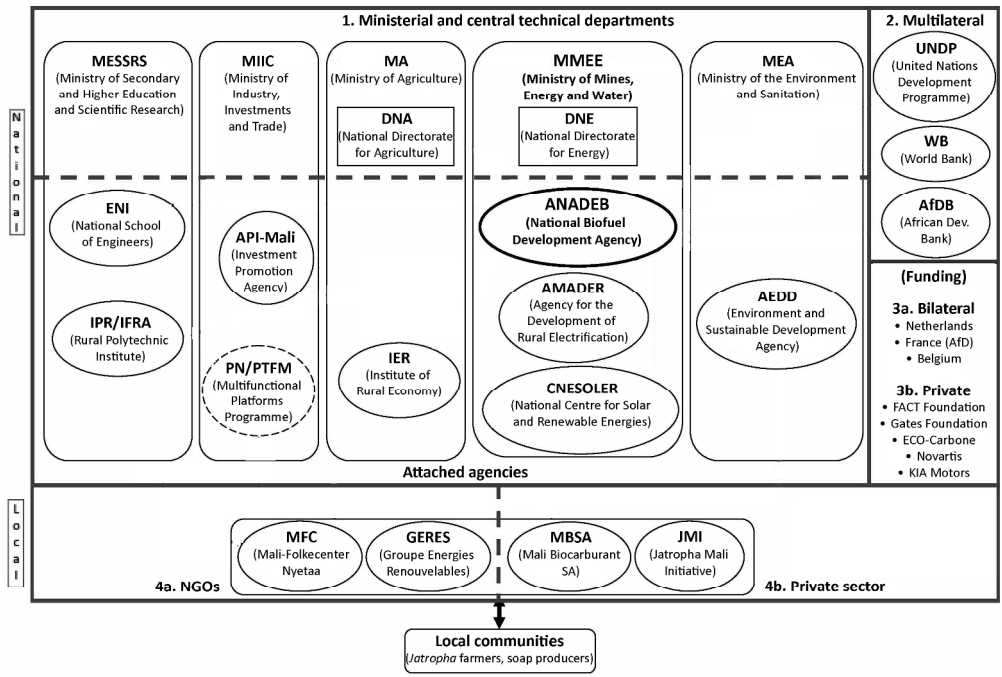 1. Ministerial and central technical departments
MESSRS
(Ministry of Secondary
and Higher Education
and Scientific Research)
MIIC
(Ministry of
Industry,
Investments
and Trade)
MA
(Ministry of Agriculture)
DNA
(National Directorate
for Agriculture)
MMEE
(Ministry of Mines,
Energy and Water)
DNE
(National Directorate
for Energy)
MEA
(Ministry of the Environment
and Sanitation)
National
ENI
(National School
of Engineers)
IPR/IFRA
(Rural Polytechnic
Institute)
API-Mali
(Investment
Promotion
Agency)
PN/PTFM
(Multifunctional
Platforms
Programme)
IER
(Institute of
Rural Economy)
ANADEB
(National Biofuel
Development Agency)
AMADER
(Agency for the
Development of
Rural Electrification)
CNESOLER
(National Centre for Solar
and Renewable Energies)
AEDD
(Environment and
Sustainable Development
Agency)
Attached agencies
2. Multilateral
UNDP
(United Nations
Development
Programme)
WB
(World Bank)
AfDB
(African Dev.
Bank)
(Funding)
3a. Bilateral
• Netherlands
• France (AfD)
• Belgium
3b. Private
• FACT Foundation
• Gates Foundation
• ECO-Carbone
• Novartis
• KIA Motors
Local
MFC
(Mali-Folkecenter
Nyetaa)
GERES
(Groupe Energies
Renouvelables)
MBSA
(Mali Biocarburant
SA)
JMI
(Jatropha Mali
Initiative)
4a. NGOs
4b. Private sector
Local communities
(Jatropha farmers, soap producers)